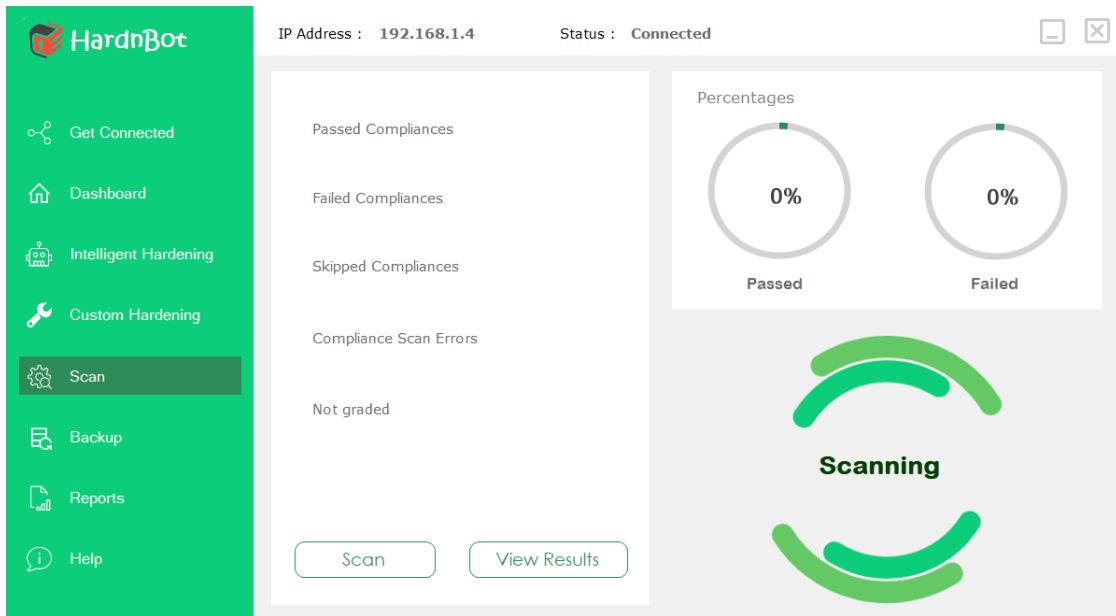 HardnBot
IP Address : 192.168.1.4 Status : Connected
Get Connected
Dashboard
Intelligent Hardening
Custom Hardening
Scan
Backup
Reports
Help
Passed Compliances
Failed Compliances
Skipped Compliances
Compliance Scan Errors
Not graded
Scan View Results
Percentages
0% 0%
Passed Failed
Scanning